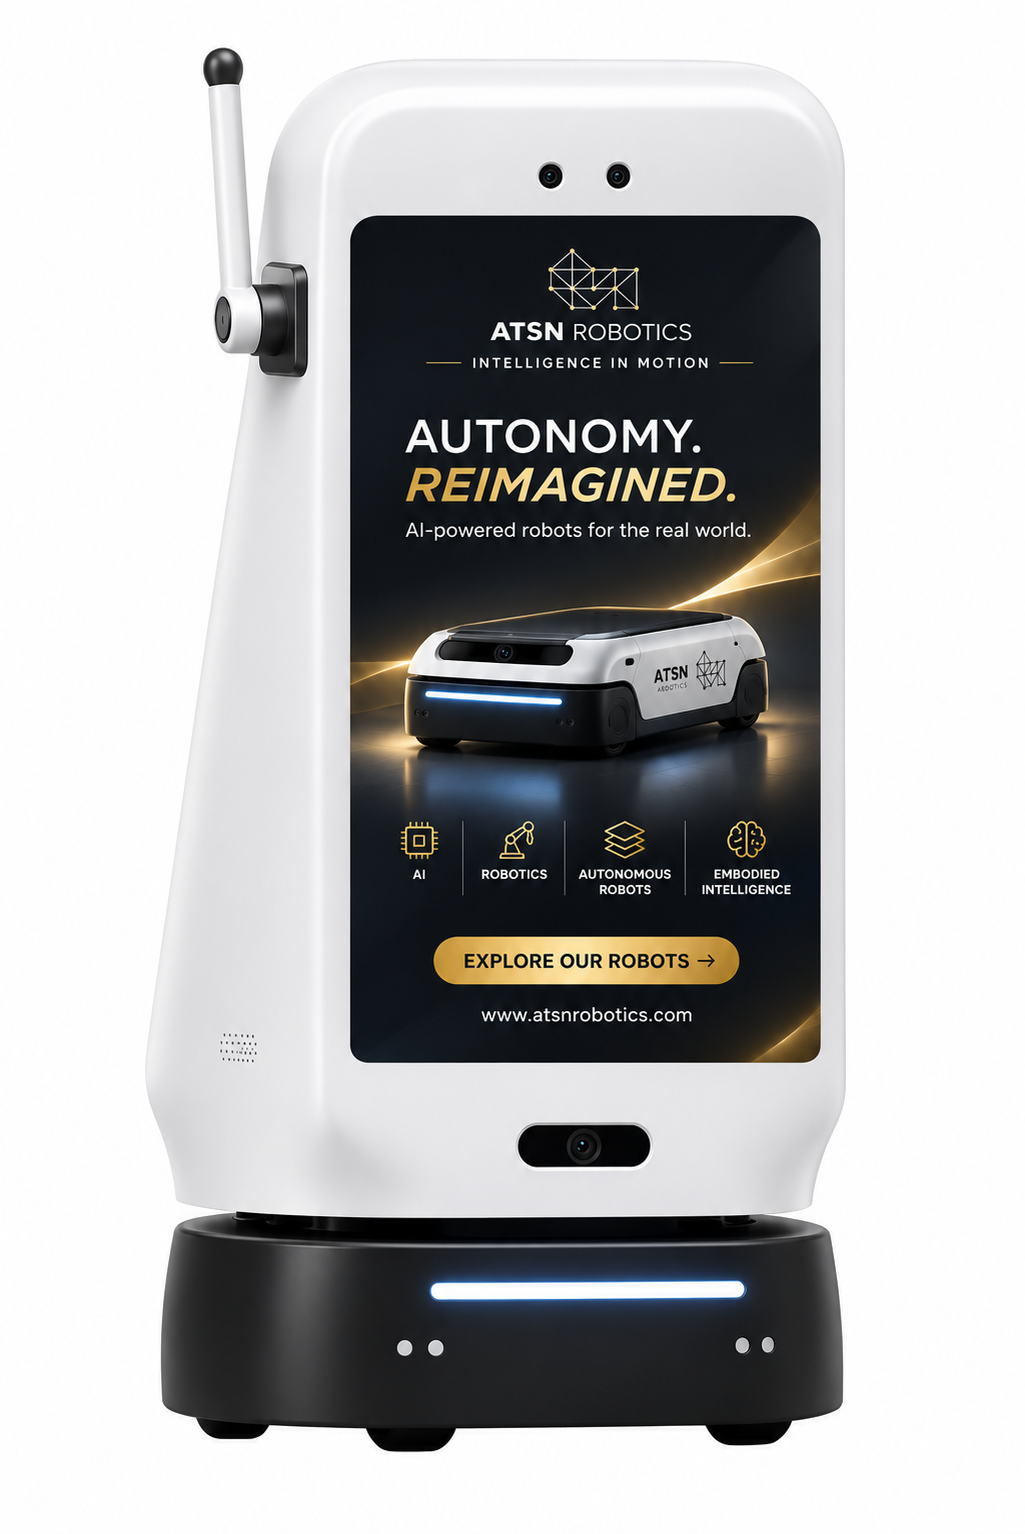 ATSN ROBOTICS
INTELLIGENCE IN MOTION
AUTONOMY.
REIMAGINED.
AI-powered robots for the real world.
ATSN
AI
ROBOTICS
AUTONOMOUS
ROBOTS
EMBODIED
INTELLIGENCE
EXPLORE OUR ROBOTS →
www.atsnrobotics.com